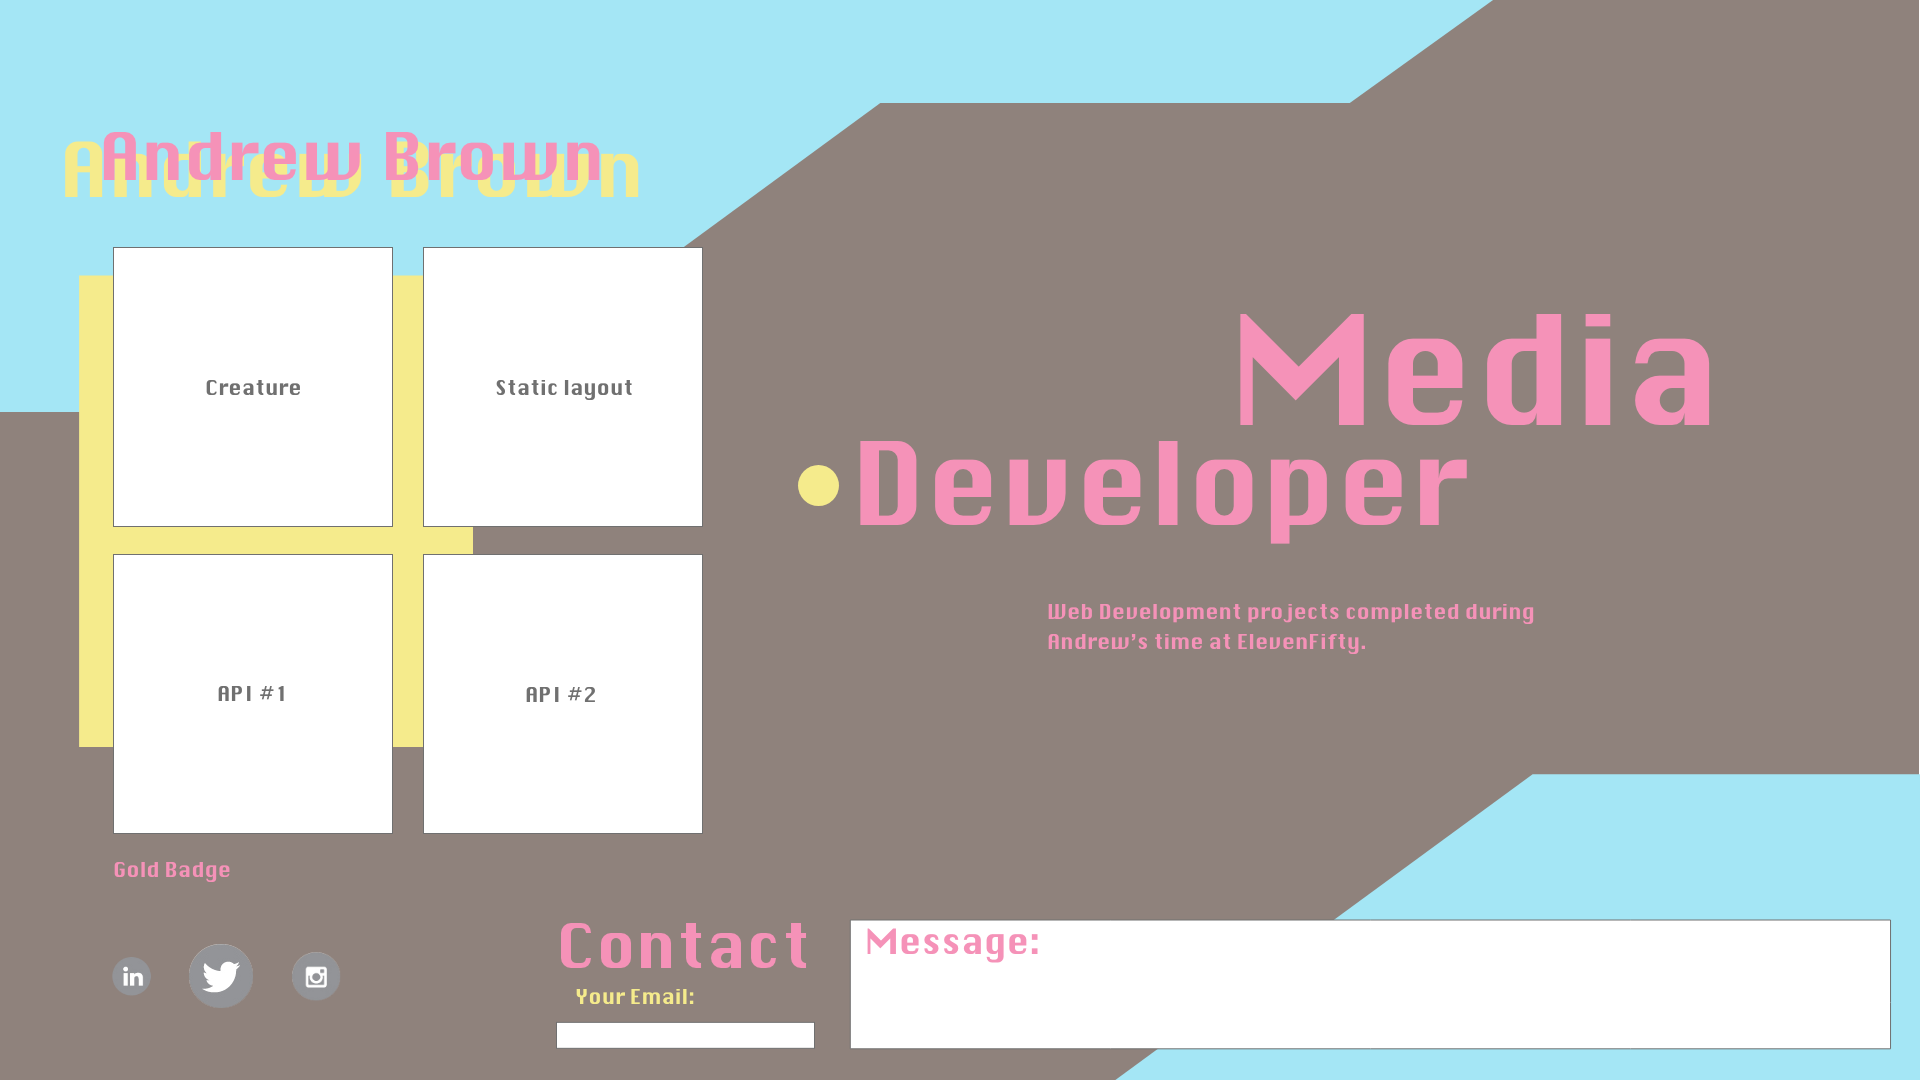 Andrew Brown
Andrew Brown
Creature
Static layout
API #1
API #2
Gold Badge
in
Media
Developer
Web Development projects completed during
Andrew's time at ElevenFifty.
Contact
Your Email:
Message: